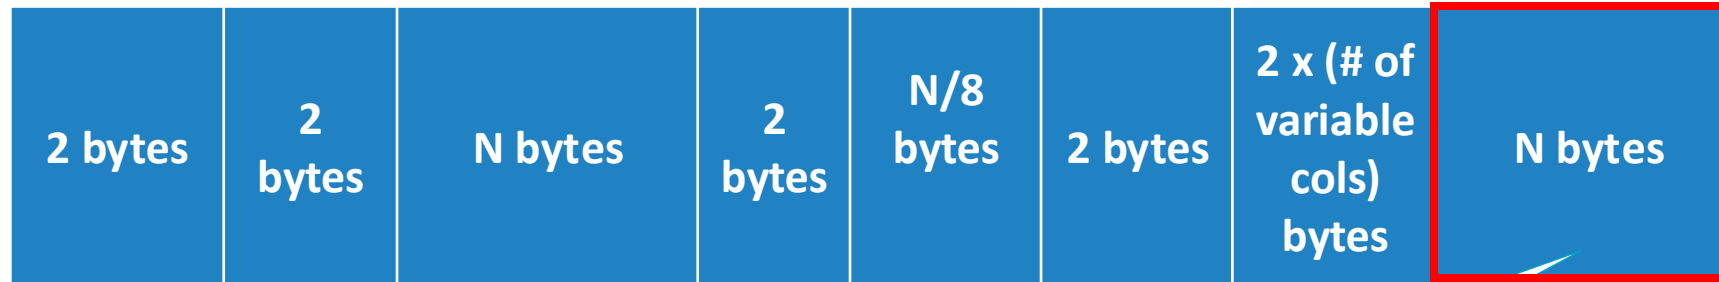 2 bytes
2
bytes
N bytes
2
bytes
N/8
bytes
2 bytes
2 x (# of
variable
cols)
bytes
N bytes